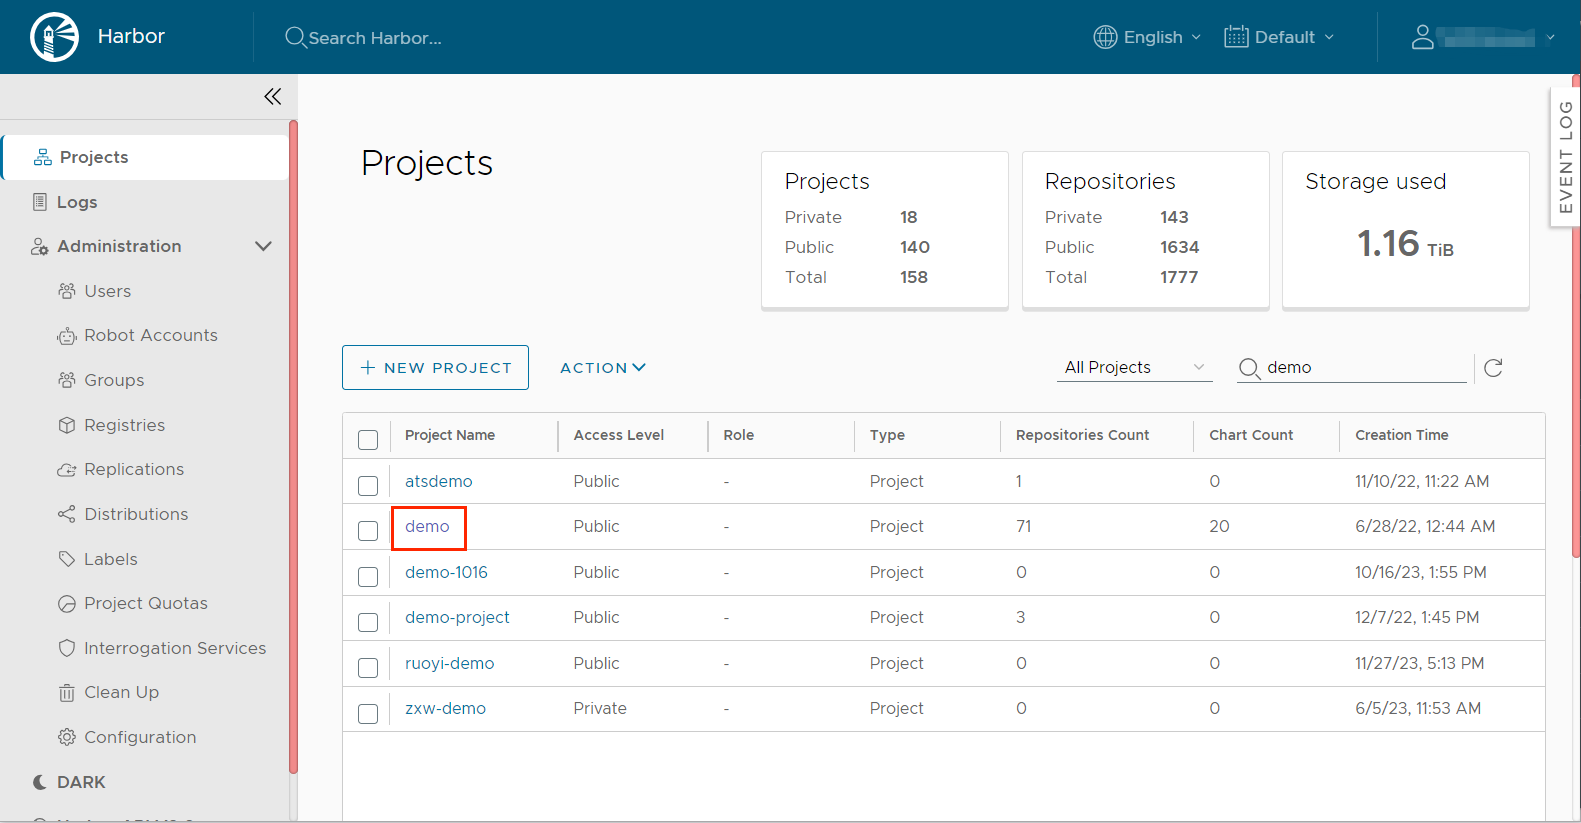 Harbor
Search Harbor...
English
Default
EVENT LOG
Projects
Logs
Administration
Users
Robot Accounts
Groups
Registries
Replications
Distributions
Labels
Project Quotas
Interrogation Services
Clean Up
Configuration
DARK
Projects
Projects
Private 18
Public 140
Total 158
Repositories
Private 143
Public 1634
Total 1777
Storage used
1.16 TiB
+ NEW PROJECT
ACTION
All Projects
demo
Project Name Access Level Role Type Repositories Count Chart Count Creation Time
atsdemo Public - Project 1 0 11/10/22, 11:22 AM
demo Public - Project 71 20 6/28/22, 12:44 AM
demo-1016 Public - Project 0 0 10/16/23, 1:55 PM
demo-project Public - Project 3 0 12/7/22, 1:45 PM
ruoyi-demo Public - Project 0 0 11/27/23, 5:13 PM
zxw-demo Private - Project 0 0 6/5/23, 11:53 AM